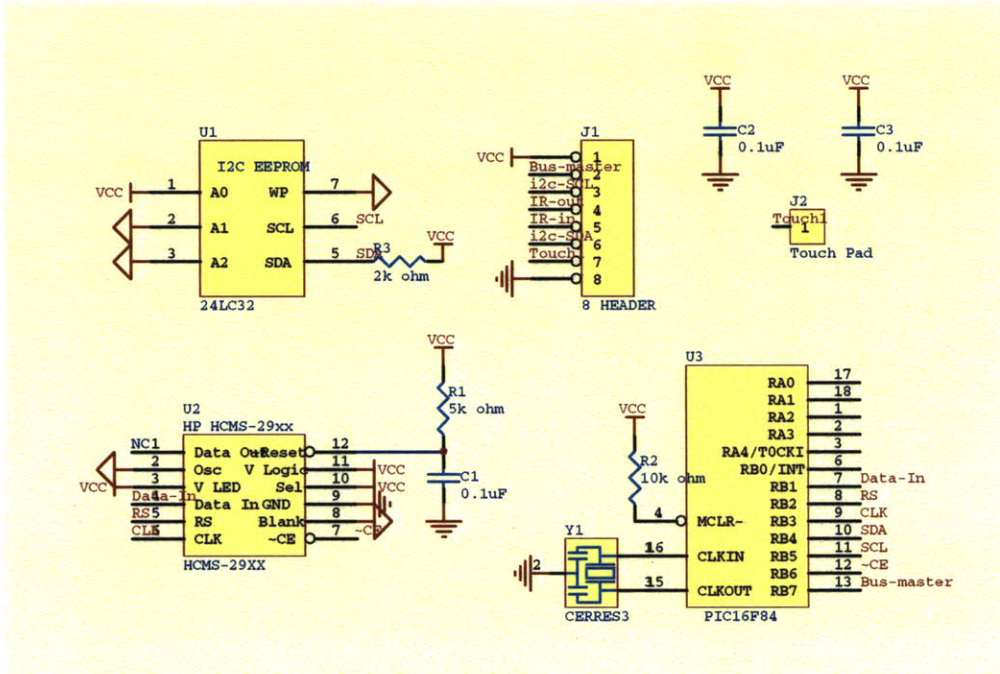 VCC
VCC
C2
0.1uF
C3
0.1uF
U1
I2C EEPROM
VCC 1 A0 WP 7
2 A1 SCL 6 SCL
3 A2 SDA 5 SDA
R3
2k ohm
VCC
24LC32
J1
VCC 1
Bus-master 2
i2c-SCL 3
IR-out 4
IR-in 5
i2c-SDA 6
Touch 7
8
8 HEADER
J2
Touch1
1
Touch Pad
VCC
R1
5k ohm
C1
0.1uF
U2
HP HCMS-29xx
NC 1 Data Out Reset 12
2 Osc V Logic 11 VCC
VCC 3 V LED Sel 10 VCC
Data-In 4 Data In GND 9
RS 5 RS Blank 8
CLK 6 CLK ~CE 7 ~CE
HCMS-29XX
VCC
R2
10k ohm
Y1
2
CERRES3
U3
RA0 17
RA1 18
RA2 1
RA3 2
RA4/T0CKI 3
RB0/INT 6
RB1 7 Data-In
RB2 8 RS
4 MCLR- RB3 9 CLK
RB4 10 SDA
16 CLKIN RB5 11 SCL
RB6 12 ~CE
15 CLKOUT RB7 13 Bus-master
PIC16F84